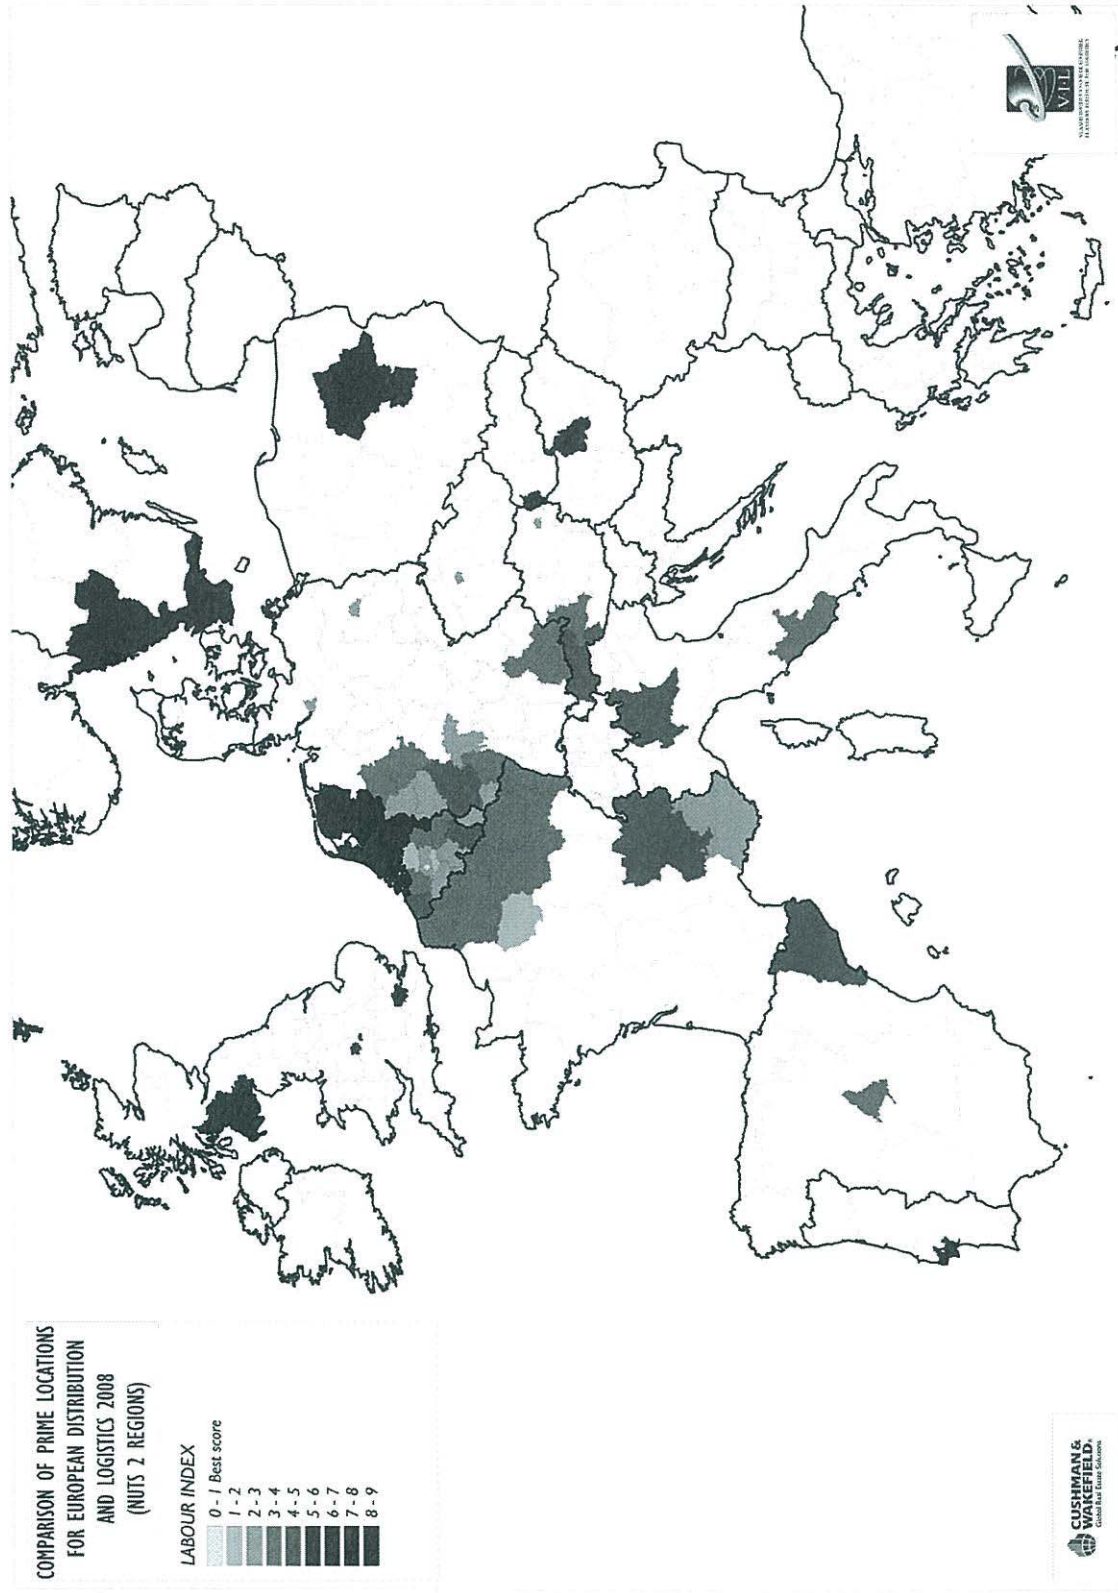 COMPARISON OF PRIME LOCATIONS
FOR EUROPEAN DISTRIBUTION
AND LOGISTICS 2008
(NUTS 2 REGIONS)
LABOUR INDEX
0 - 1 Best score
1 - 2
2 - 3
3 - 4
4 - 5
5 - 6
6 - 7
7 - 8
8 - 9
CUSHMAN &
WAKEFIELD®
Global Real Estate Solutions
V·I·L